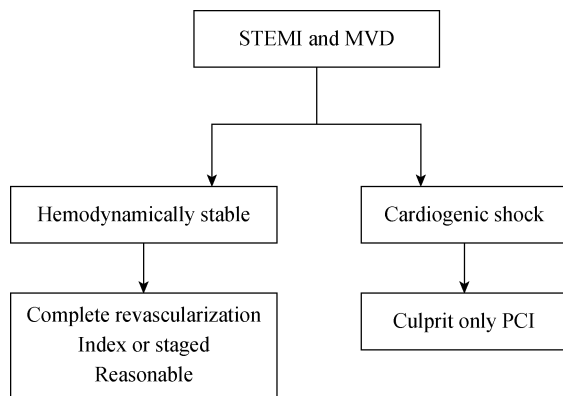 STEMI and MVD
Hemodynamically stable
Cardiogenic shock
Complete revascularization
Index or staged
Reasonable
Culprit only PCI